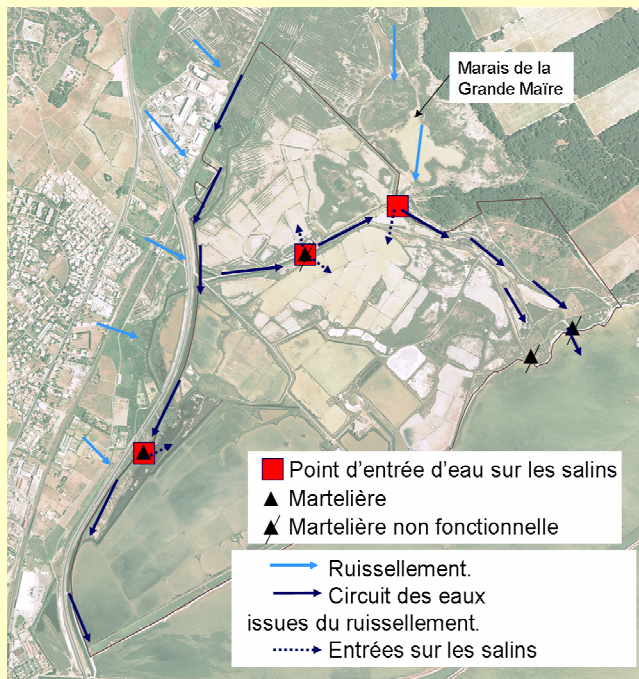 Marais de la
Grande Maïre
Point d'entrée d'eau sur les salins
Martelière
Martelière non fonctionnelle
Ruissellement.
Circuit des eaux
issues du ruissellement.
Entrées sur les salins